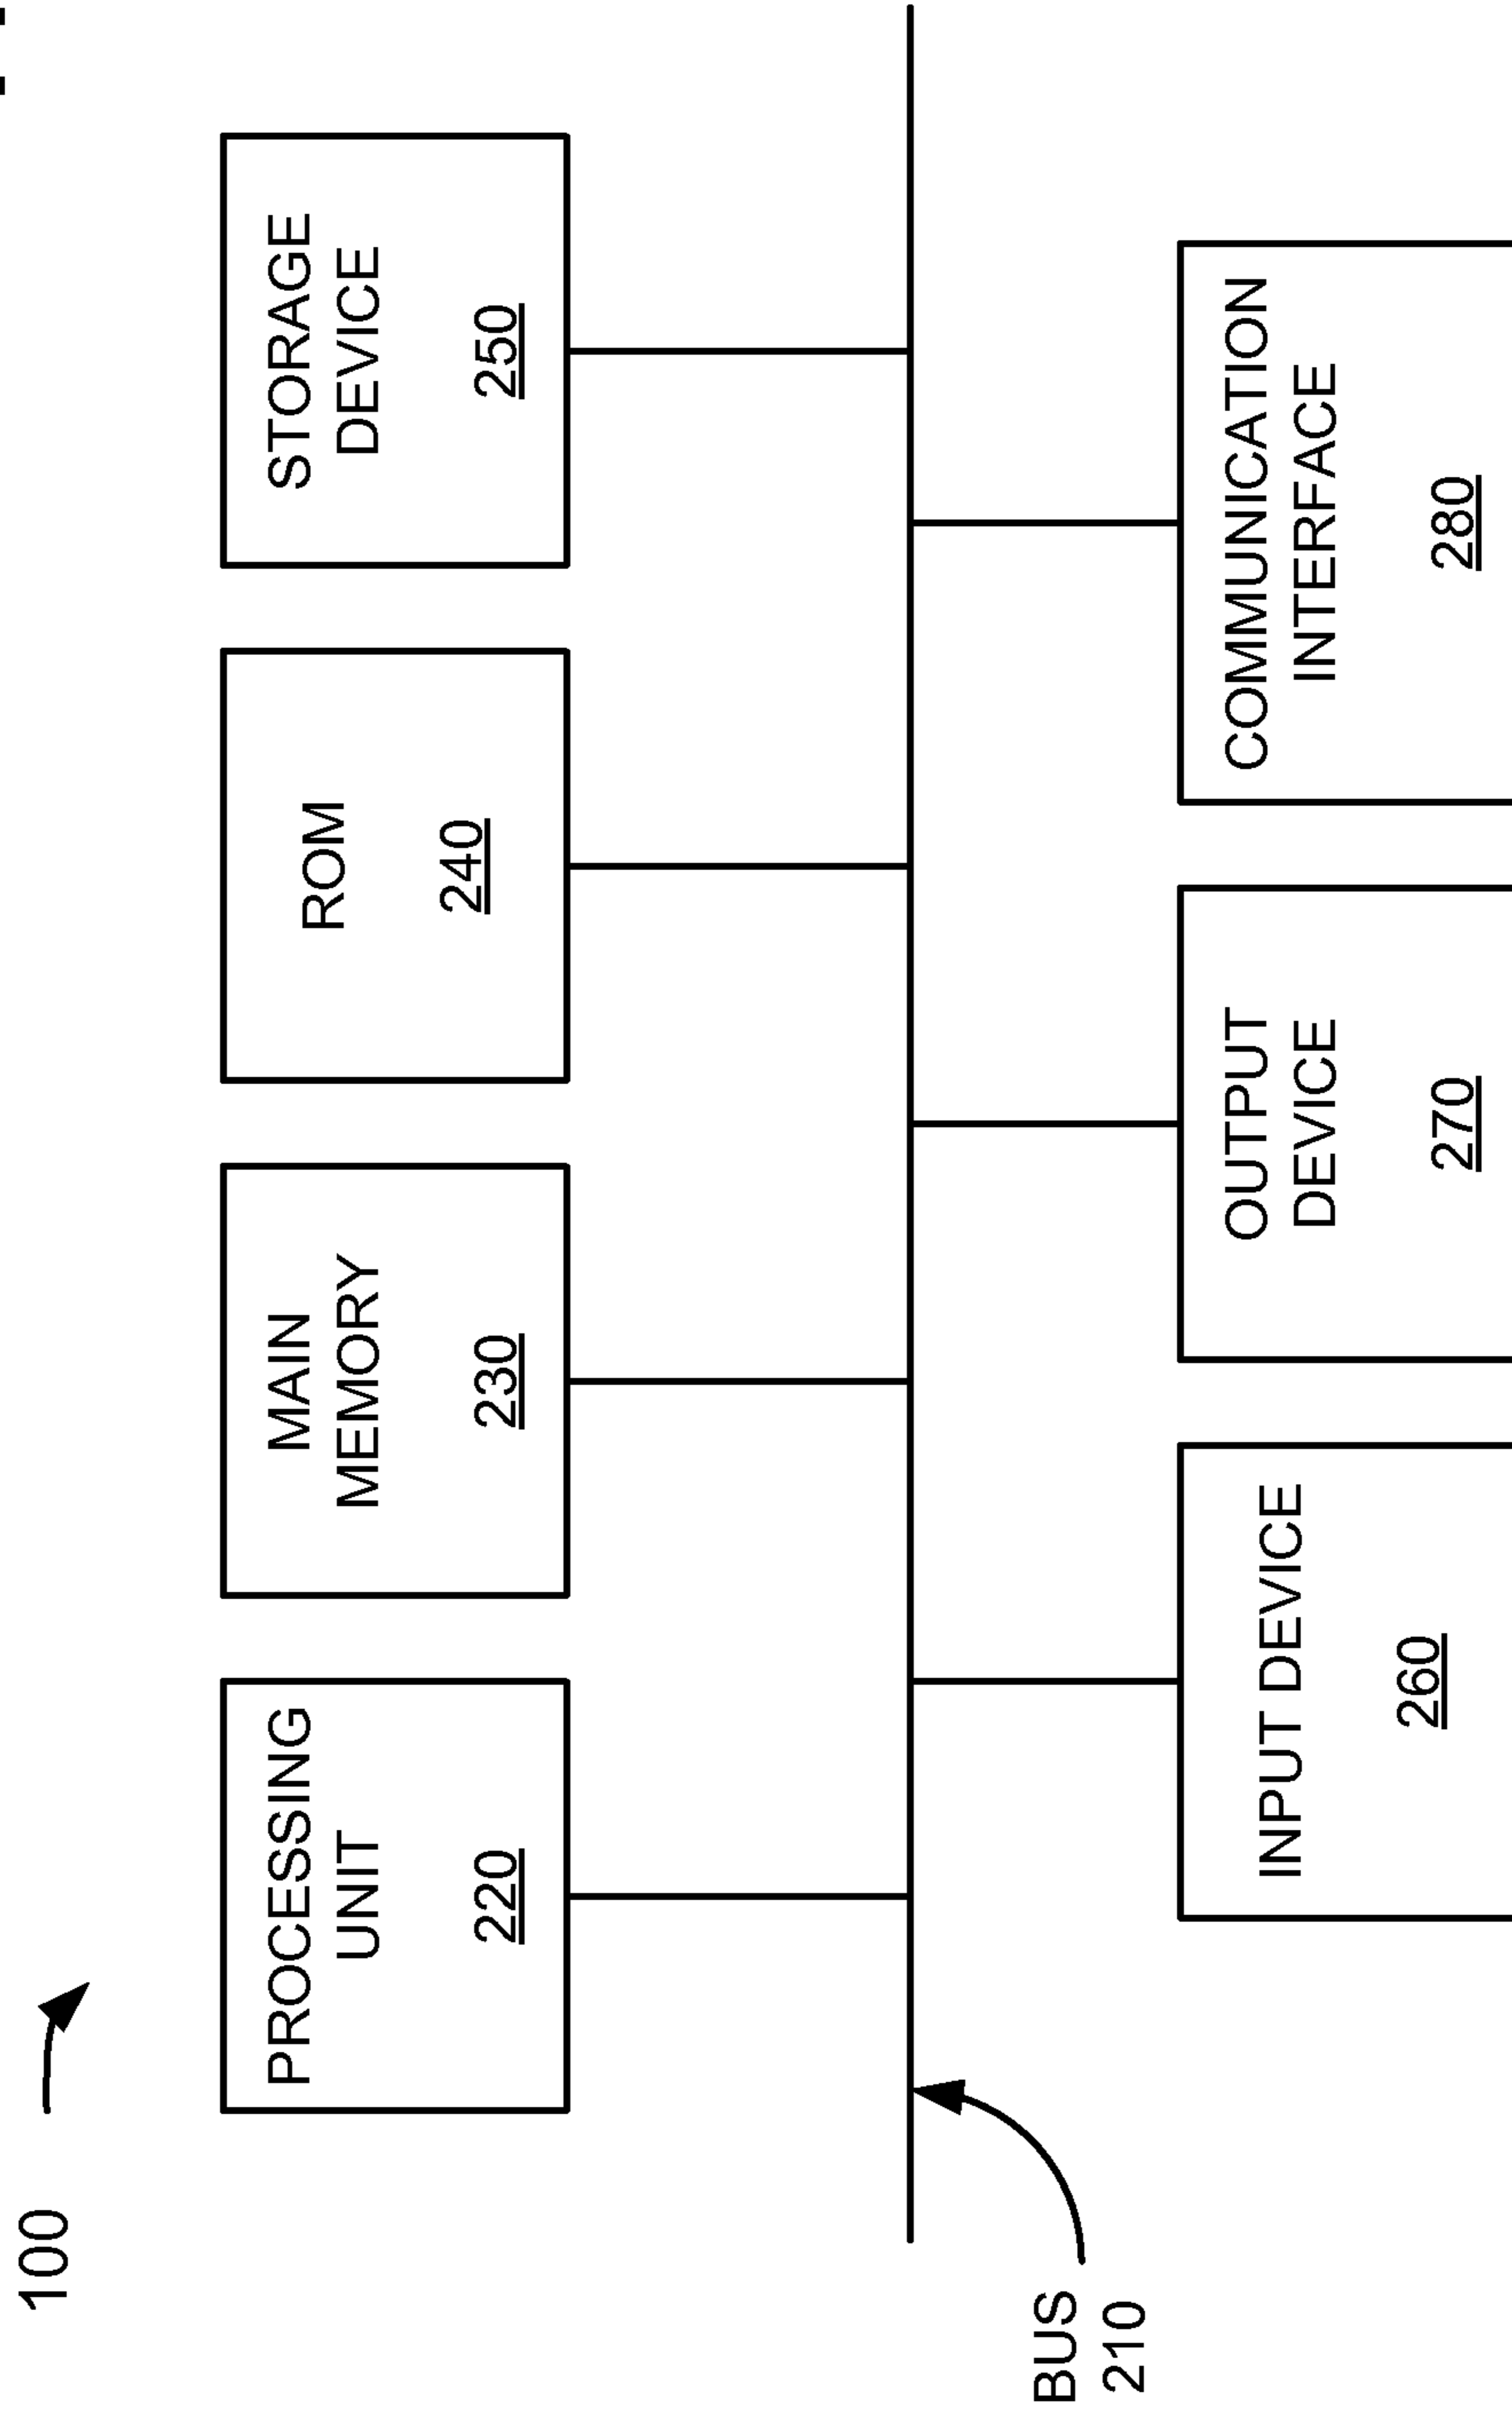 100
PROCESSING
UNIT
220
MAIN
MEMORY
230
ROM
240
STORAGE
DEVICE
250
BUS
210
INPUT DEVICE
260
OUTPUT
DEVICE
270
COMMUNICATION
INTERFACE
280